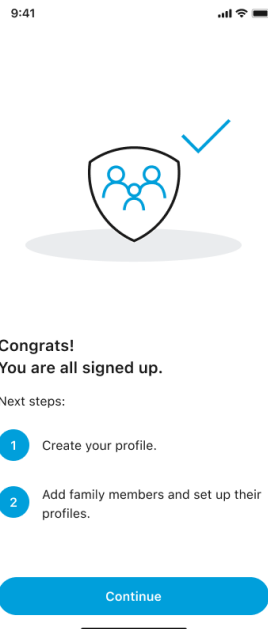 9:41
Congrats!
You are all signed up.
Next steps:
1 Create your profile.
2 Add family members and set up their
profiles.
Continue